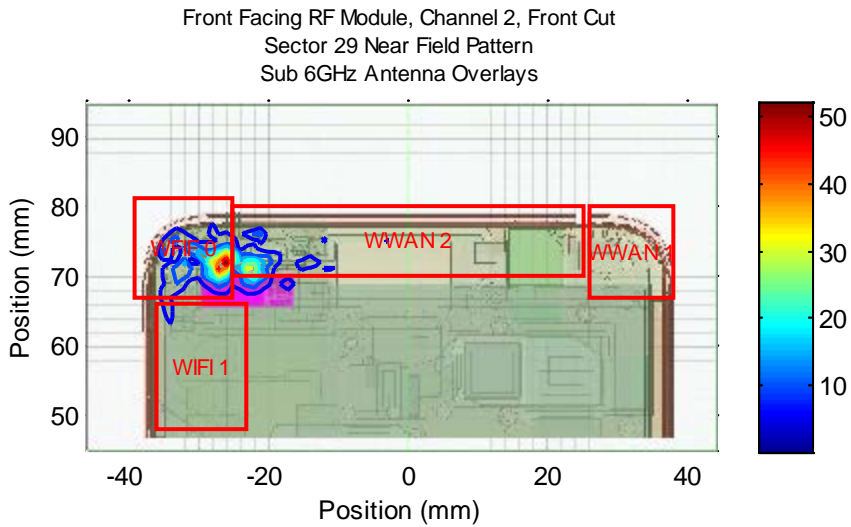 Front Facing RF Module, Channel 2, Front Cut
Sector 29 Near Field Pattern
Sub 6GHz Antenna Overlays
90
80
70
60
50
Position (mm)
WIFI 0
WWAN 2
WWAN 1
WIFI 1
-40
-20
0
20
40
Position (mm)
50
40
30
20
10